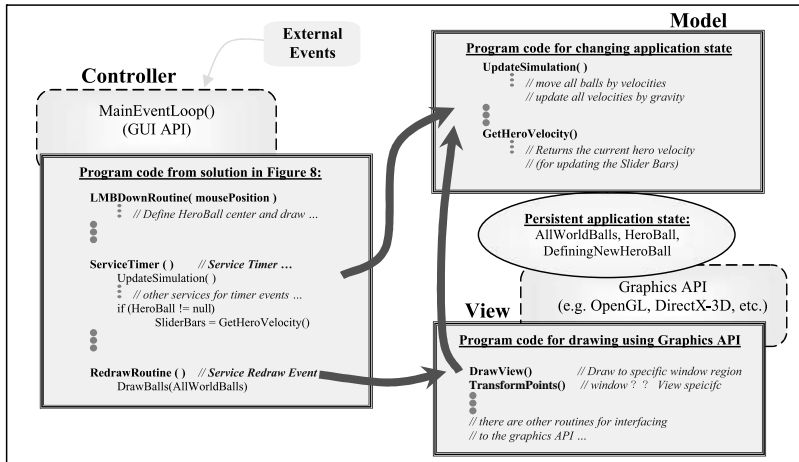 External
Events
Controller
MainEventLoop()
(GUI API)
Program code from solution in Figure 8:
LMBDownRoutine( mousePosition )
// Define HeroBall center and draw …
ServiceTimer ( ) // Service Timer …
UpdateSimulation( )
// other services for timer events …
if (HeroBall != null)
SliderBars = GetHeroVelocity()
RedrawRoutine ( ) // Service Redraw Event
DrawBalls(AllWorldBalls)
Model
Program code for changing application state
UpdateSimulation( )
// move all balls by velocities
// update all velocities by gravity
GetHeroVelocity()
// Returns the current hero velocity
// (for updating the Slider Bars)
Persistent application state:
AllWorldBalls, HeroBall,
DefiningNewHeroBall
Graphics API
(e.g. OpenGL, DirectX-3D, etc.)
View
Program code for drawing using Graphics API
DrawView() // Draw to specific window region
TransformPoints() // window ? ? View speicifc
// there are other routines for interfacing
// to the graphics API …